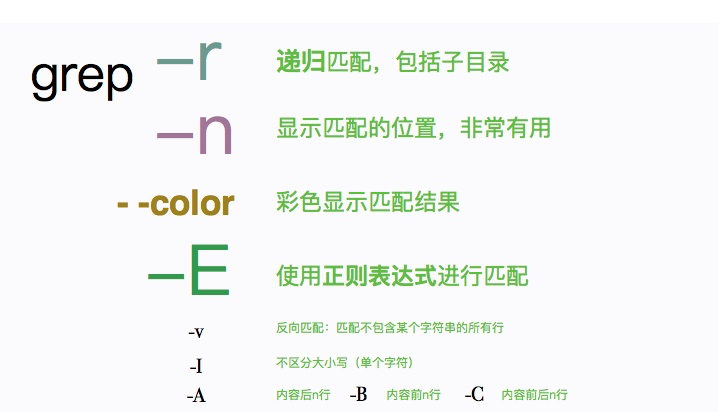 grep –r 递归匹配，包括子目录
–n 显示匹配的位置，非常有用
- -color 彩色显示匹配结果
–E 使用正则表达式进行匹配
-v 反向匹配：匹配不包含某个字符串的所有行
-I 不区分大小写（单个字符）
-A 内容后n行 -B 内容前n行 -C 内容前后n行